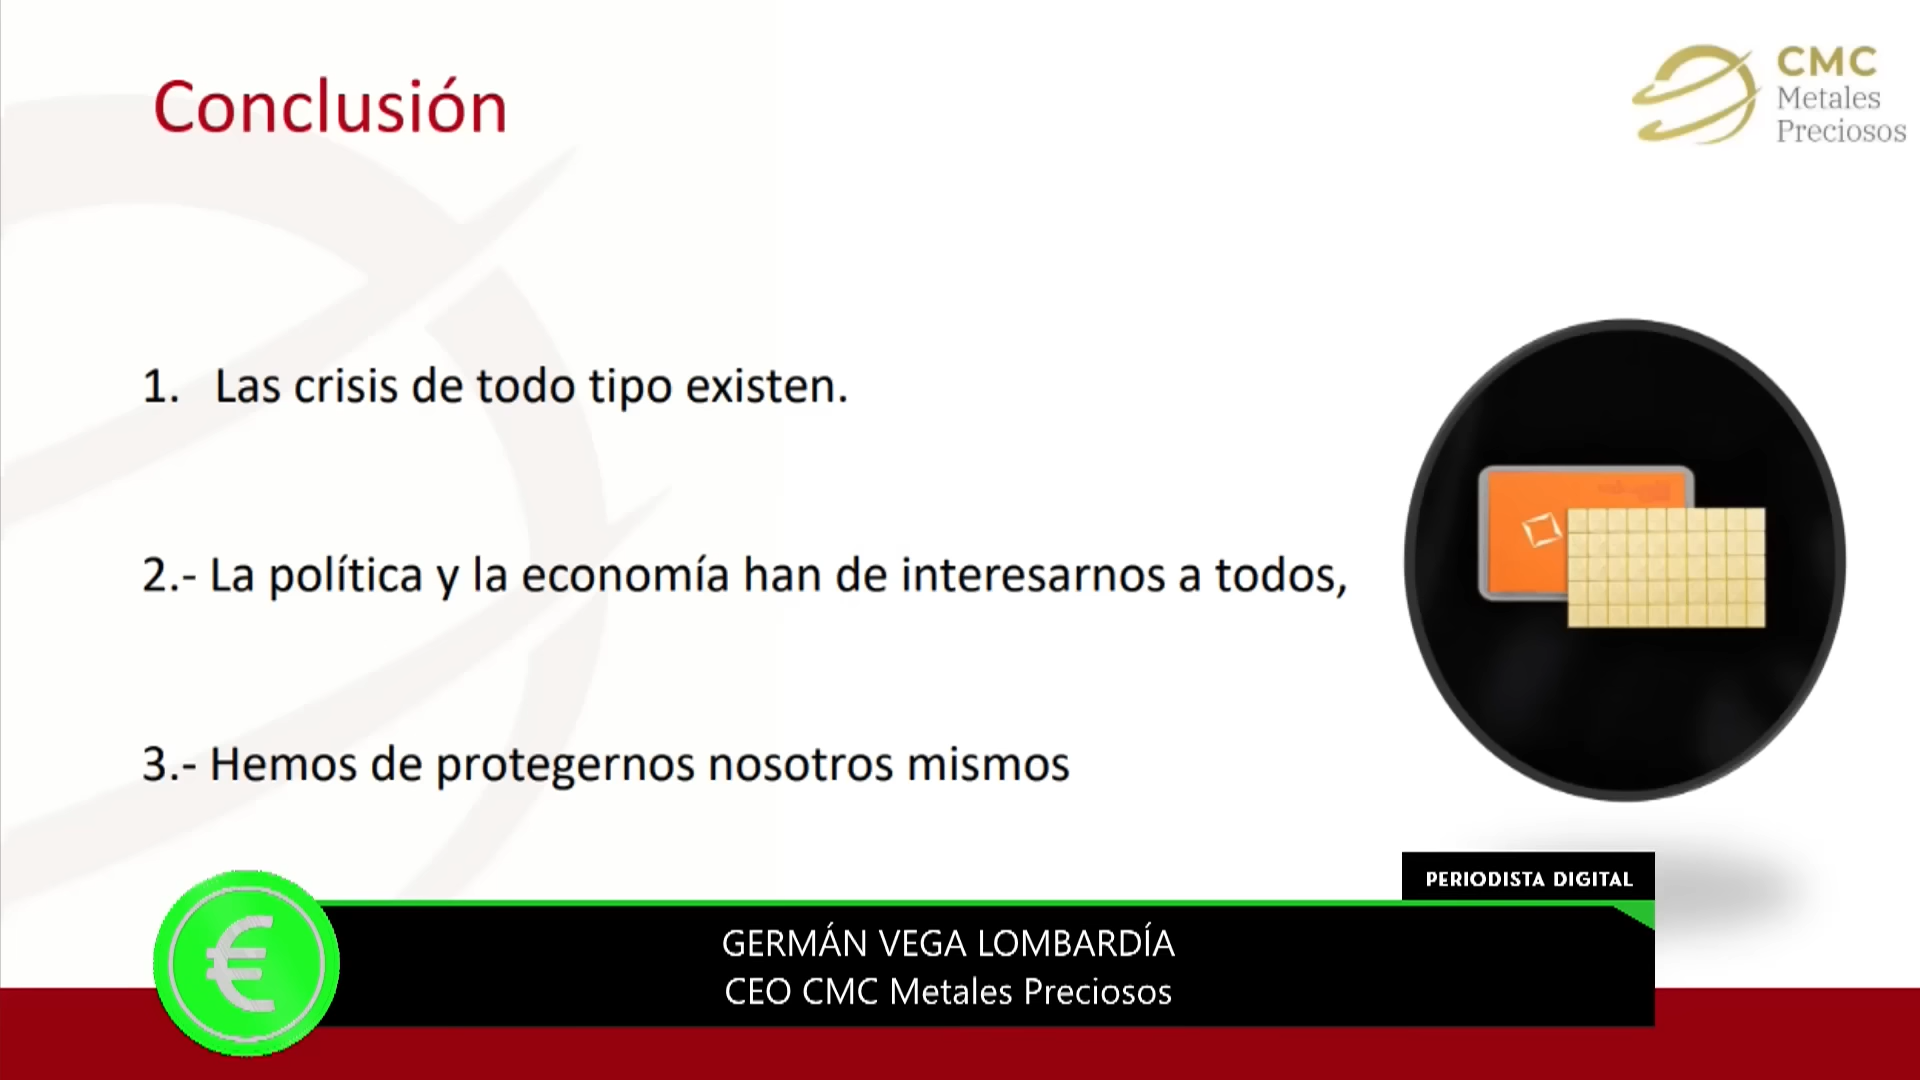 Conclusión
CMC
Metales
Preciosos
1. Las crisis de todo tipo existen.
2.- La política y la economía han de interesarnos a todos,
3.- Hemos de protegernos nosotros mismos
PERIODISTA DIGITAL
€
GERMÁN VEGA LOMBARDÍA
CEO CMC Metales Preciosos